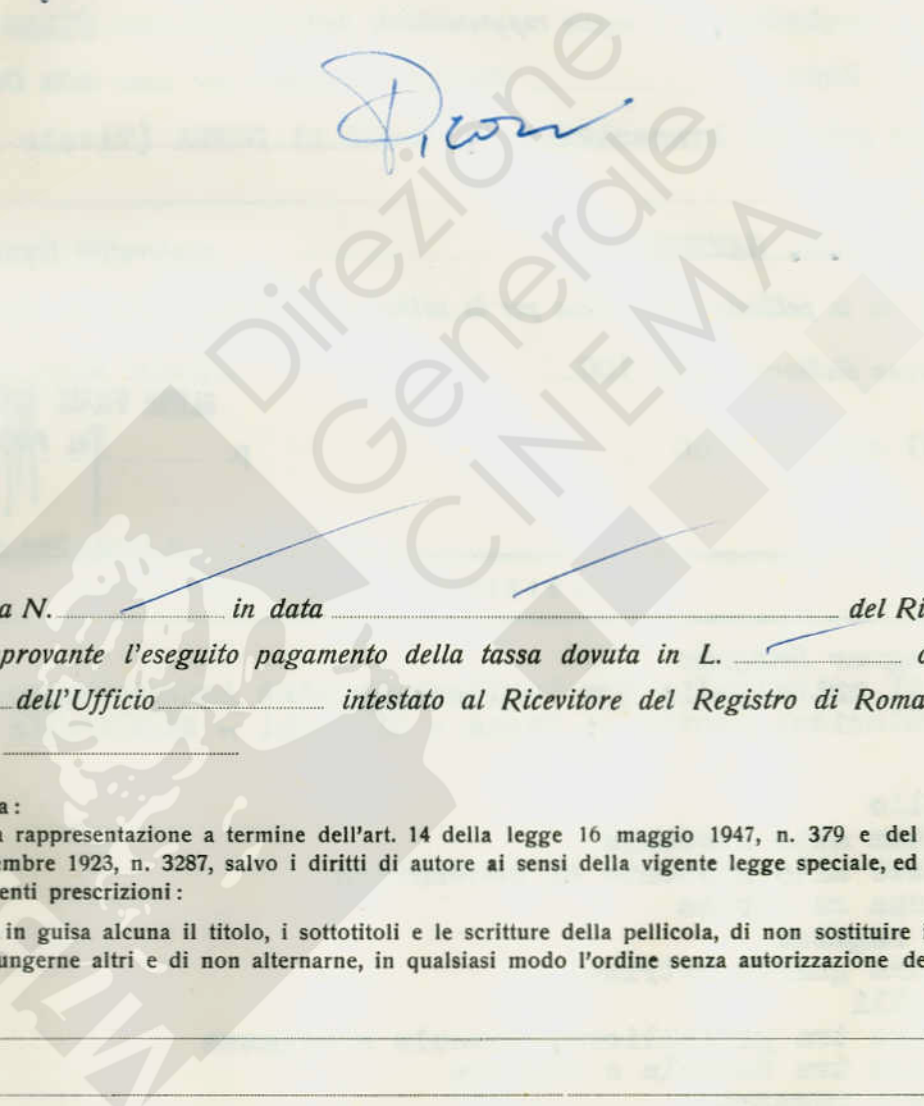 Direzione
Generale
CINEMA
a N. in data del Ri
provante l'eseguito pagamento della tassa dovuta in L.
dell'Ufficio intestato al Ricevitore del Registro di Roma
a :
rappresentazione a termine dell'art. 14 della legge 16 maggio 1947, n. 379 e del
embre 1923, n. 3287, salvo i diritti di autore ai sensi della vigente legge speciale, ed
enti prescrizioni :
in guisa alcuna il titolo, i sottotitoli e le scritture della pellicola, di non sostituire i
ungerne altri e di non alternarne, in qualsiasi modo l'ordine senza autorizzazione de